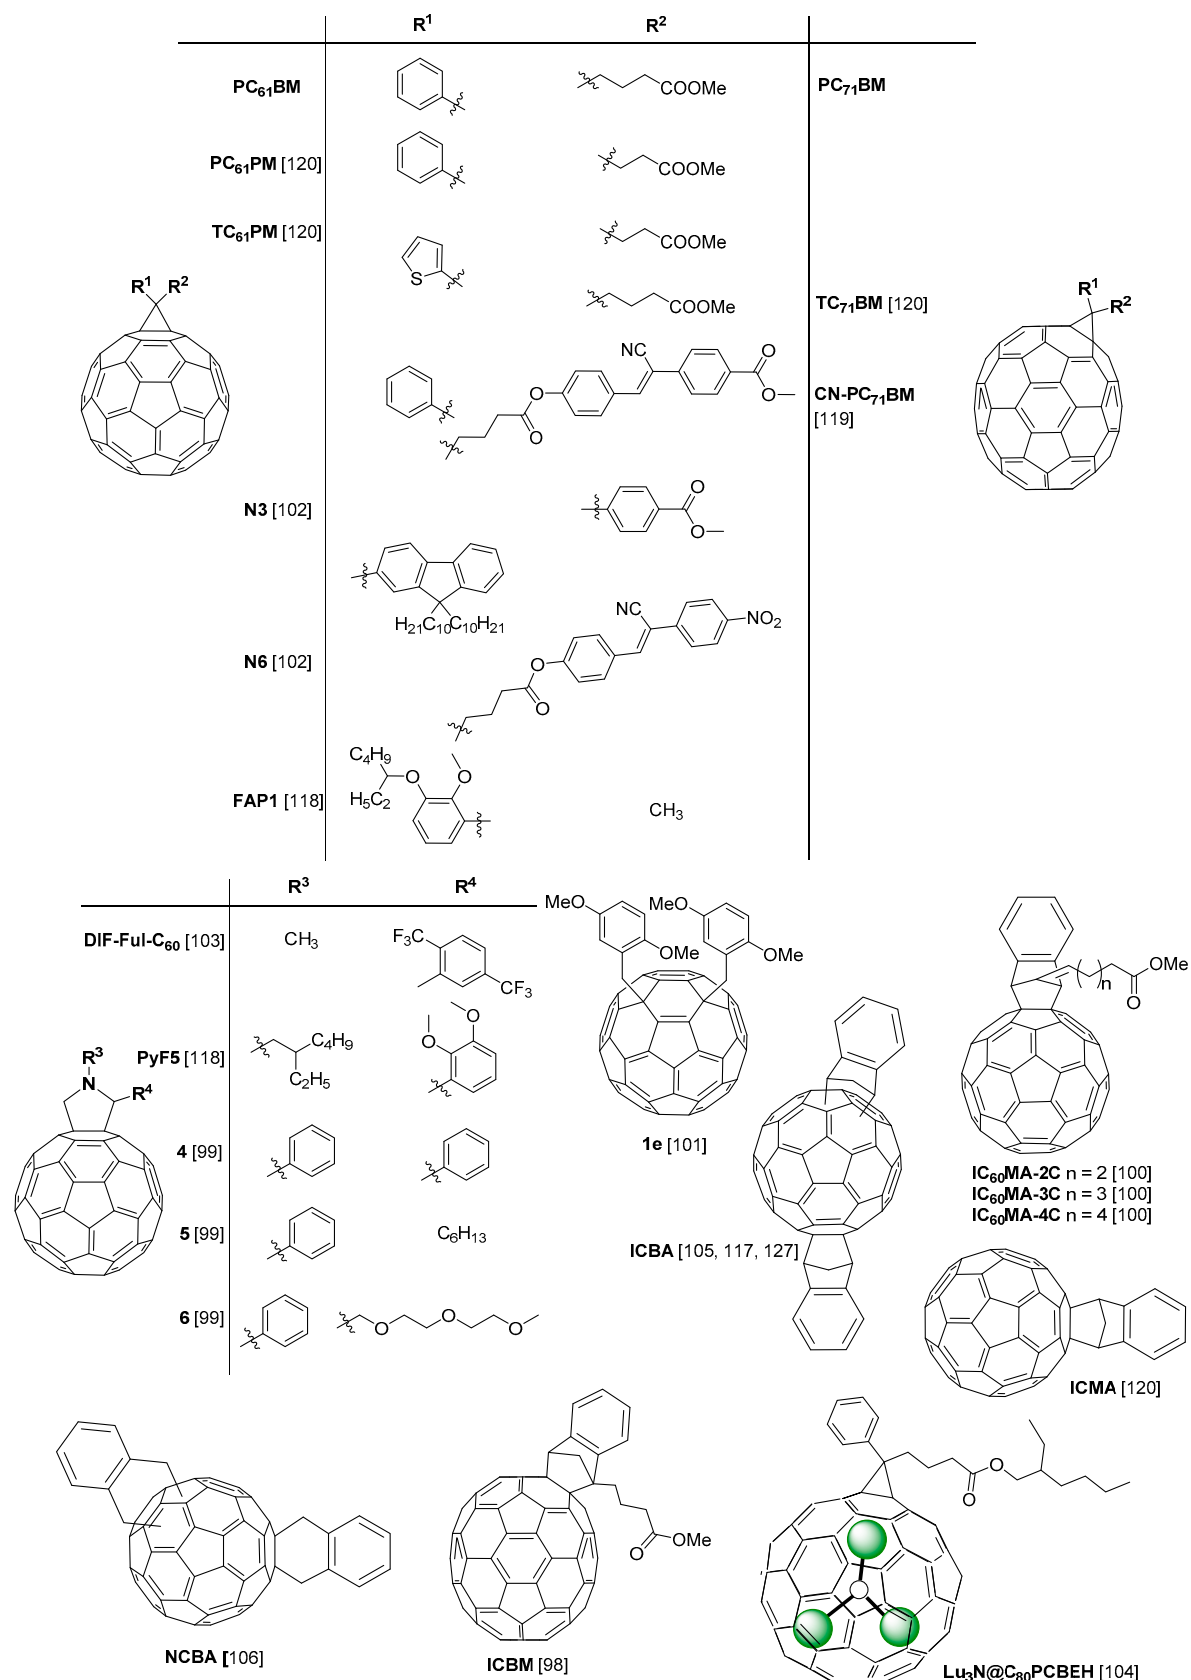 R¹ R²
PC₆₁BM COOMe PC₇₁BM
PC₆₁PM [120] COOMe
TC₆₁PM [120] COOMe
S
R¹ R²
COOMe TC₇₁BM [120]
R¹
R²
NC O
O O
CN-PC₇₁BM
[119]
O
N3 [102] O
O
H₂₁C₁₀C₁₀H₂₁
NC NO₂
N6 [102] O
O
C₄H₉
O O
H₅C₂
FAP1 [118] CH₃
R³ R⁴
DIF-Ful-C₆₀ [103] CH₃ F₃C
CF₃
MeO MeO
OMe OMe
1e [101]
OMe
n
O
R³
N R⁴
PyF5 [118] C₄H₉
C₂H₅
O O
4 [99]
5 [99] C₆H₁₃
6 [99] O O O
ICBA [105, 117, 127]
IC₆₀MA-2C n = 2 [100]
IC₆₀MA-3C n = 3 [100]
IC₆₀MA-4C n = 4 [100]
ICMA [120]
NCBA [106]
OMe
O
ICBM [98]
O
O
Lu₃N@C₈₀PCBEH [104]